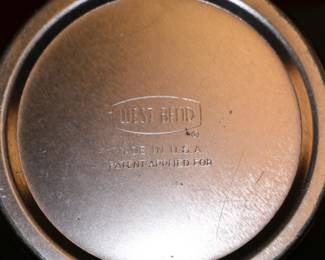 WEST BEND
MADE IN U.S.A
PATENT APPLIED FOR